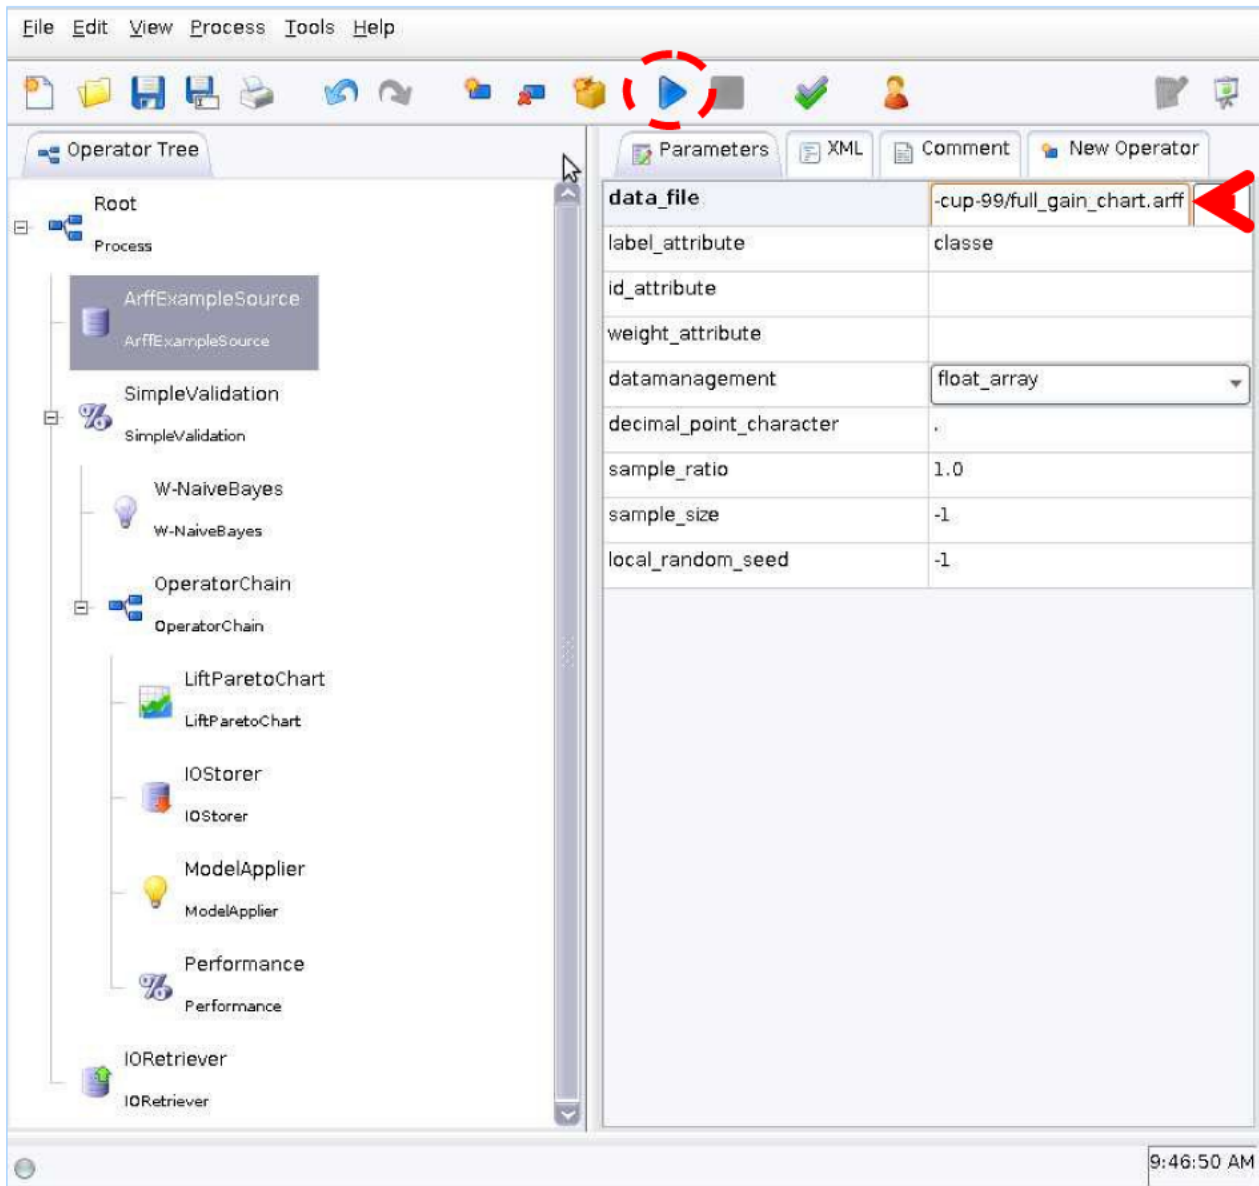 File Edit View Process Tools Help
Operator Tree
Parameters XML Comment New Operator
Root
Process
ArffExampleSource
ArffExampleSource
SimpleValidation
SimpleValidation
W-NaiveBayes
W-NaiveBayes
OperatorChain
OperatorChain
LiftParetoChart
LiftParetoChart
IOStorer
IOStorer
ModelApplier
ModelApplier
Performance
Performance
IORetriever
IORetriever
data_file -cup-99/full_gain_chart.arff
label_attribute classe
id_attribute
weight_attribute
datamanagement float_array
decimal_point_character .
sample_ratio 1.0
sample_size -1
local_random_seed -1
9:46:50 AM